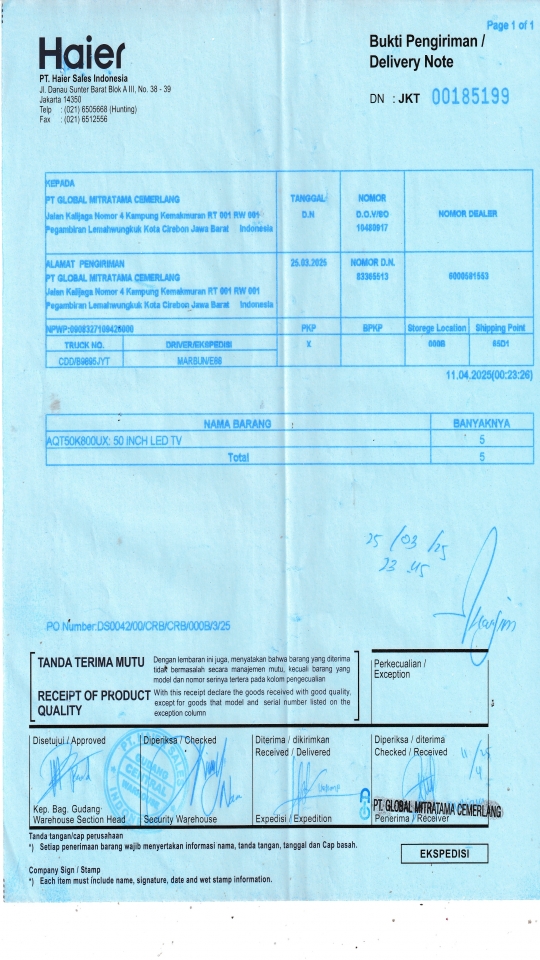 Page 1 of 1
Haier
PT. Haier Sales Indonesia
Jl. Danau Sunter Barat Blok A III, No. 38 - 39
Jakarta 14350
Telp : (021) 6505668 (Hunting)
Fax : (021) 6512556
Bukti Pengiriman /
Delivery Note
DN : JKT 00185199
KEPADA
PT GLOBAL MITRATAMA CEMERLANG
Jalan Kalijaga Nomor 4 Kampung Kemakmuran RT 001 RW 001
Pegambiran Lemahwungkuk Kota Cirebon Jawa Barat Indonesia
TANGGAL
D.N
NOMOR
D.O.V/SO
10480917
NOMOR DEALER
ALAMAT PENGIRIMAN
PT GLOBAL MITRATAMA CEMERLANG
Jalan Kalijaga Nomor 4 Kampung Kemakmuran RT 001 RW 001
Pegambiran Lemahwungkuk Kota Cirebon Jawa Barat Indonesia
25.03.2025
NOMOR D.N.
83365513
6000581563
NPWP:0908327109426000
PKP BPKP Storege Location Shipping Point
TRUCK NO. DRIVER/EKSPEDISI X 000B 65D1
CDD/B9695JYT MARBUN/E86
11.04.2025(00:23:26)
NAMA BARANG BANYAKNYA
AQT50K800UX: 50 INCH LED TV 5
Total 5
25/03/25
23.45
PO Number:DS0042/00/CRB/CRB/000B/3/25
TANDA TERIMA MUTU
Dengan lembaran ini juga, menyatakan bahwa barang yang diterima
tidak bermasalah secara manajemen mutu, kecuali barang yang
model dan nomor serinya tertera pada kolom pengecualian
RECEIPT OF PRODUCT
QUALITY
With this receipt declare the goods received with good quality,
except for goods that model and serial number listed on the
exception column
Perkecualian /
Exception
Disetujui / Approved
Diperiksa / Checked
Diterima / dikirimkan
Received / Delivered
Diperiksa / diterima
Checked / Received
GUDANG
CENTRAL
PT. GLOBAL MITRATAMA CEMERLANG
Kep. Bag. Gudang
Warehouse Section Head
Security Warehouse
Expedisi / Expedition
Penerima / Receiver
Tanda tangan/cap perusahaan
*) Setiap penerimaan barang wajib menyertakan informasi nama, tanda tangan, tanggal dan Cap basah.
EKSPEDISI
Company Sign / Stamp
*) Each item must include name, signature, date and wet stamp information.